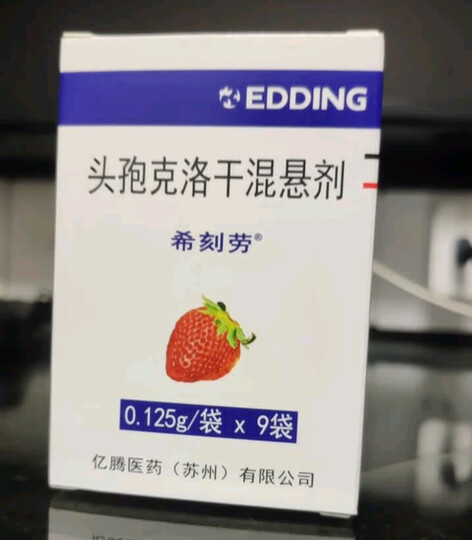 EDDING
头孢克洛干混悬剂
希刻劳®
0.125g/袋 x 9袋
亿腾医药（苏州）有限公司